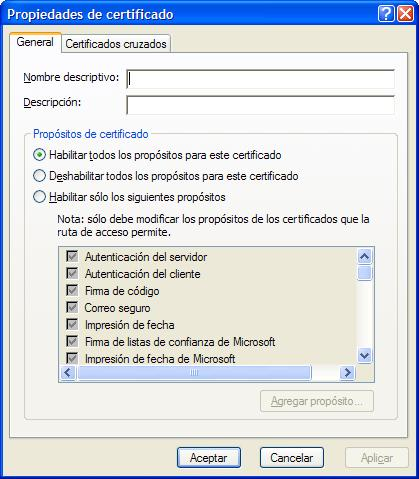 Propiedades de certificado
General
Certificados cruzados
Nombre descriptivo:
Descripción:
Propósitos de certificado
Habilitar todos los propósitos para este certificado
Deshabilitar todos los propósitos para este certificado
Habilitar sólo los siguientes propósitos
Nota: sólo debe modificar los propósitos de los certificados que la
ruta de acceso permite.
Autenticación del servidor
Autenticación del cliente
Firma de código
Correo seguro
Impresión de fecha
Firma de listas de confianza de Microsoft
Impresión de fecha de Microsoft
Agregar propósito...
Aceptar
Cancelar
Aplicar